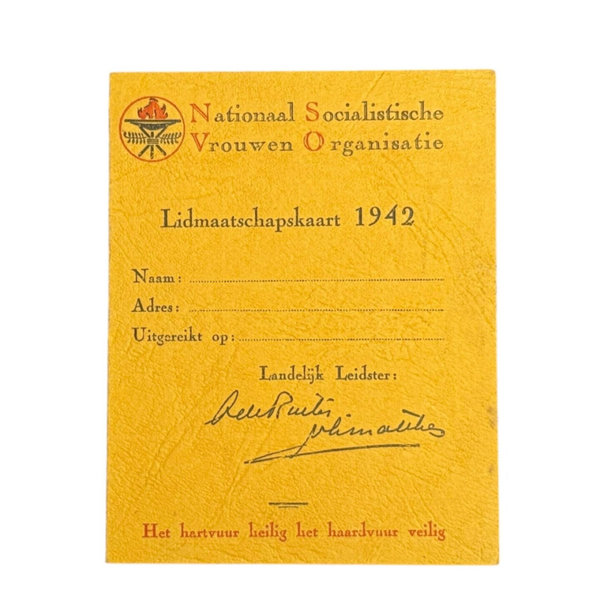 Nationaal Socialistische
Vrouwen Organisatie
Lidmaatschapskaart 1942
Naam:
Adres:
Uitgereikt op:
Landelijk Leidster:
Het hartvuur heilig het haardvuur veilig